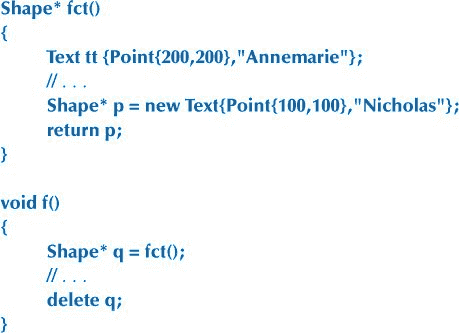 Shape* fct()
{
Text tt {Point{200,200},"Annemarie"};
// . . .
Shape* p = new Text{Point{100,100},"Nicholas"};
return p;
}
void f()
{
Shape* q = fct();
// . . .
delete q;
}